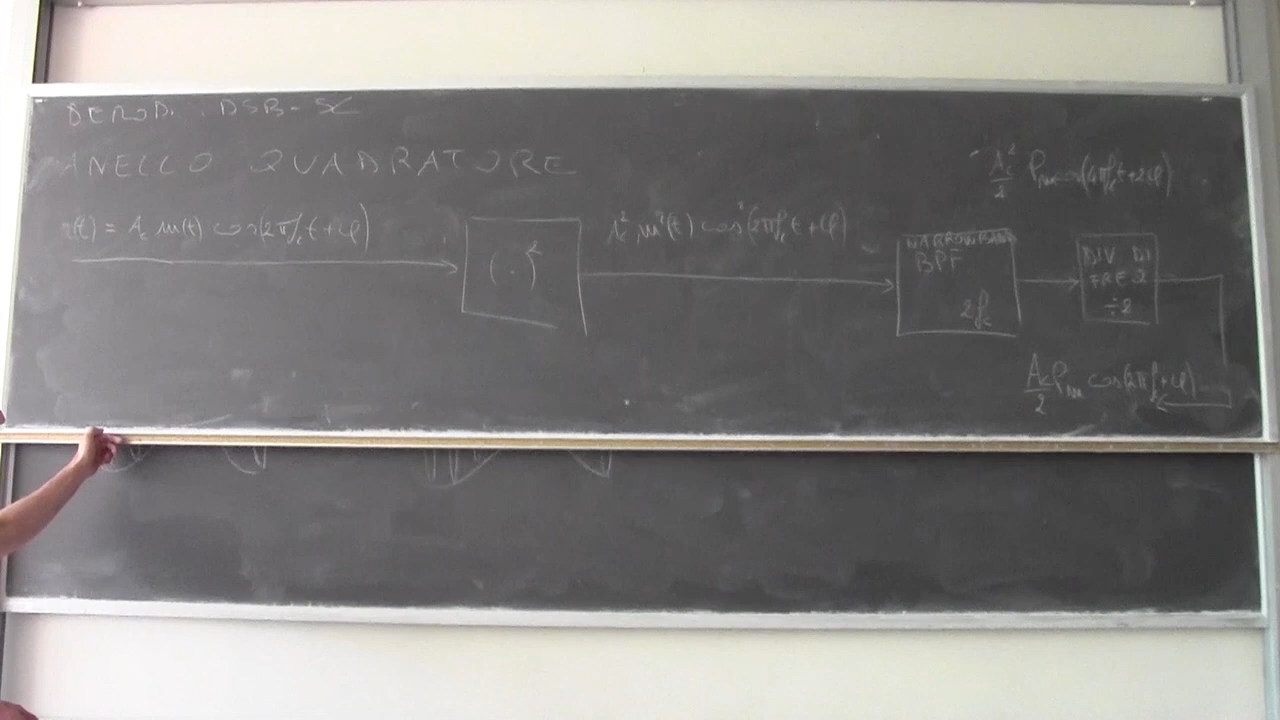 DEMOD. DSB-SC
ANELLO QUADRATORE
r(t) = A_c m(t) cos(2πf_c t+φ)
(·)²
A_c² m²(t) cos²(2πf_c t+φ)
NARROWBAND
BPF
2f_c
A_c²/2 P_m cos(4πf_c t+2φ)
DIV DI
FREQ
÷2
A_c/2 P_m cos(2πf_c t+φ)